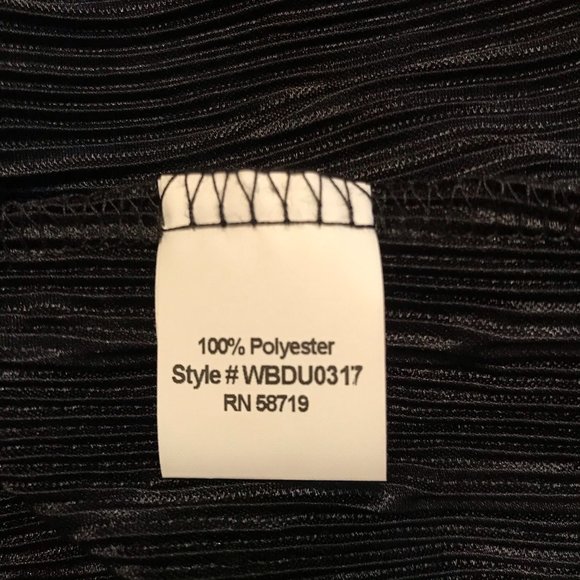 100% Polyester
Style # WBDU0317
RN 58719